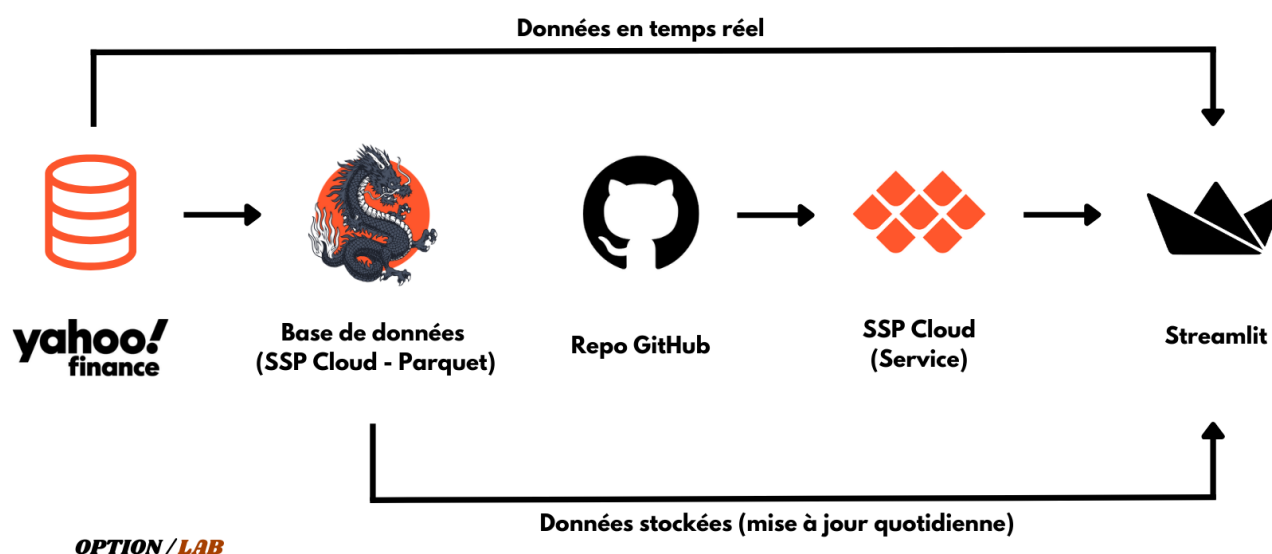 Données en temps réel
yahoo!
finance
Base de données
(SSP Cloud - Parquet)
Repo GitHub
SSP Cloud
(Service)
Streamlit
Données stockées (mise à jour quotidienne)
OPTION / LAB